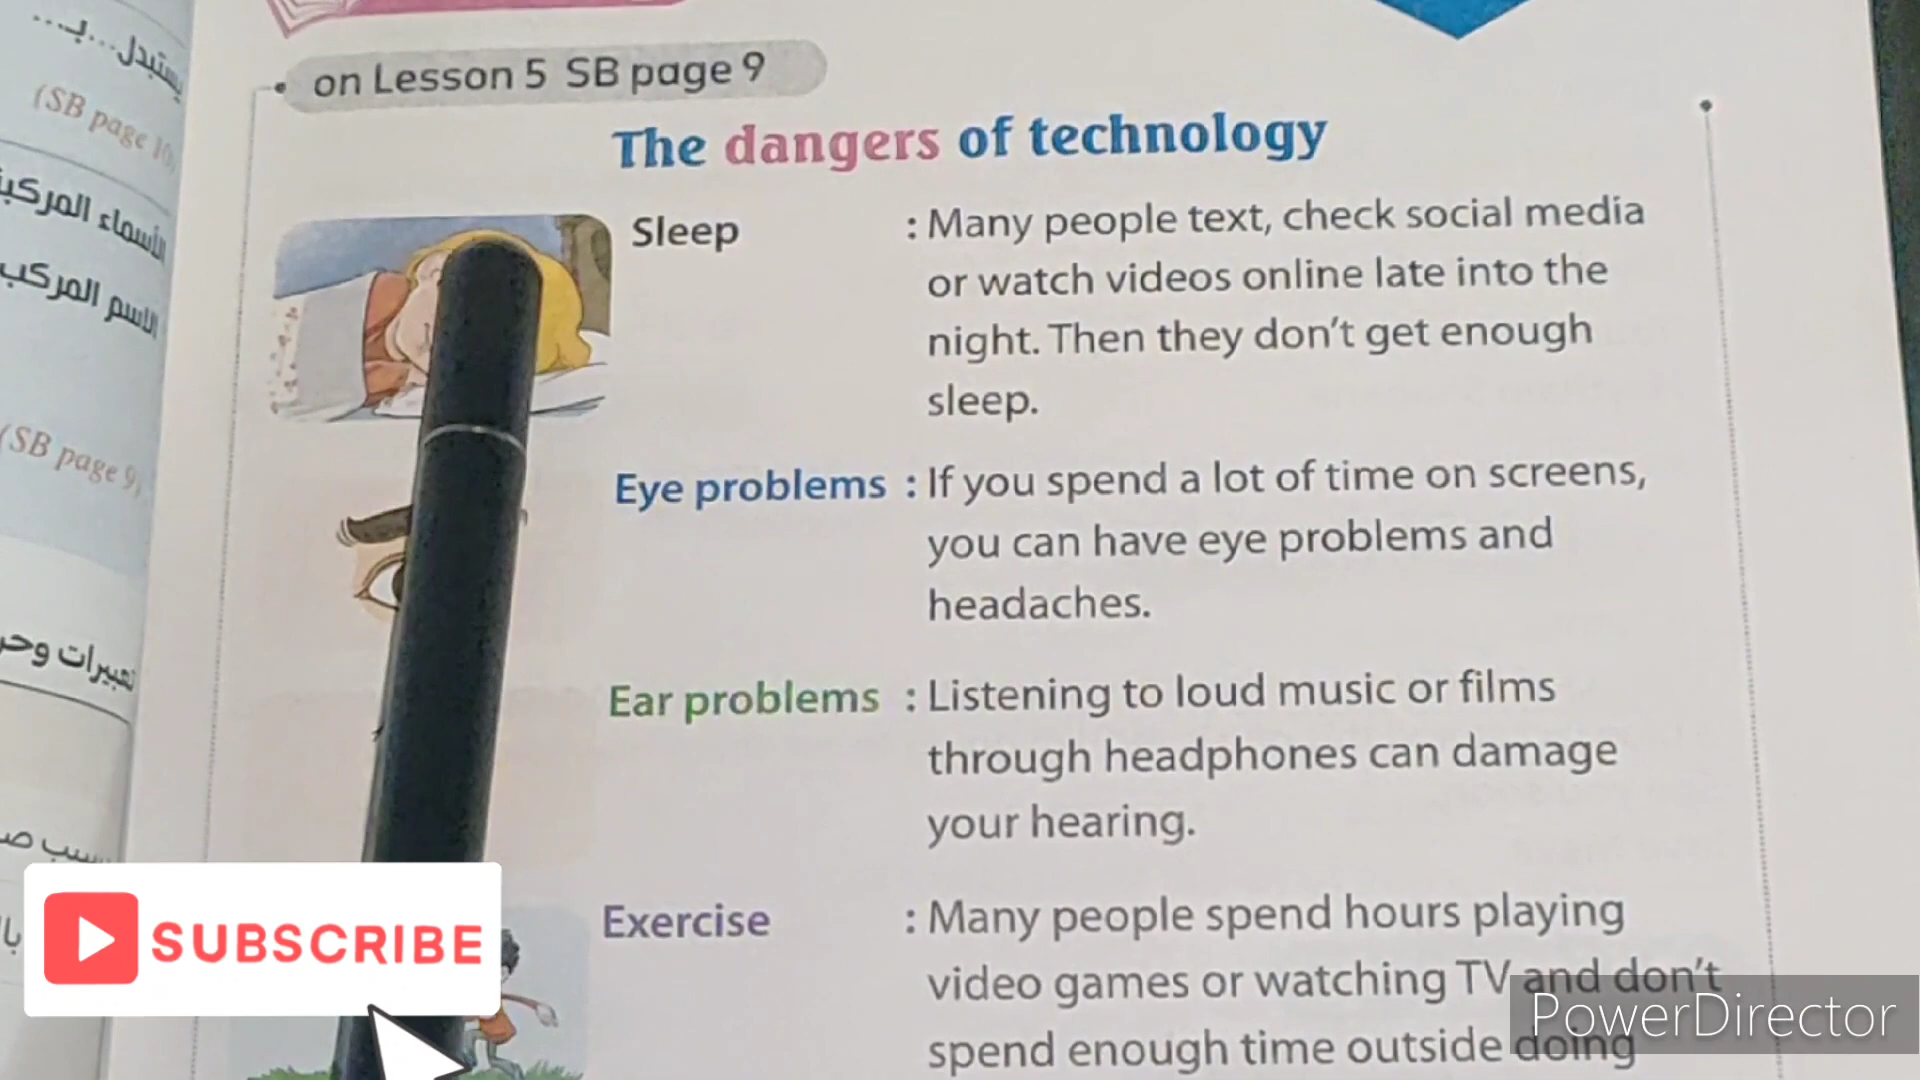 يستبدل...بـ...
(SB page 10)
الأسماء المركبة
الاسم المركب
(SB page 9)
on Lesson 5 SB page 9
The dangers of technology
Sleep : Many people text, check social media
or watch videos online late into the
night. Then they don't get enough
sleep.
Eye problems : If you spend a lot of time on screens,
you can have eye problems and
headaches.
Ear problems : Listening to loud music or films
through headphones can damage
your hearing.
Exercise : Many people spend hours playing
video games or watching TV and don't
spend enough time outside doing
SUBSCRIBE
PowerDirector